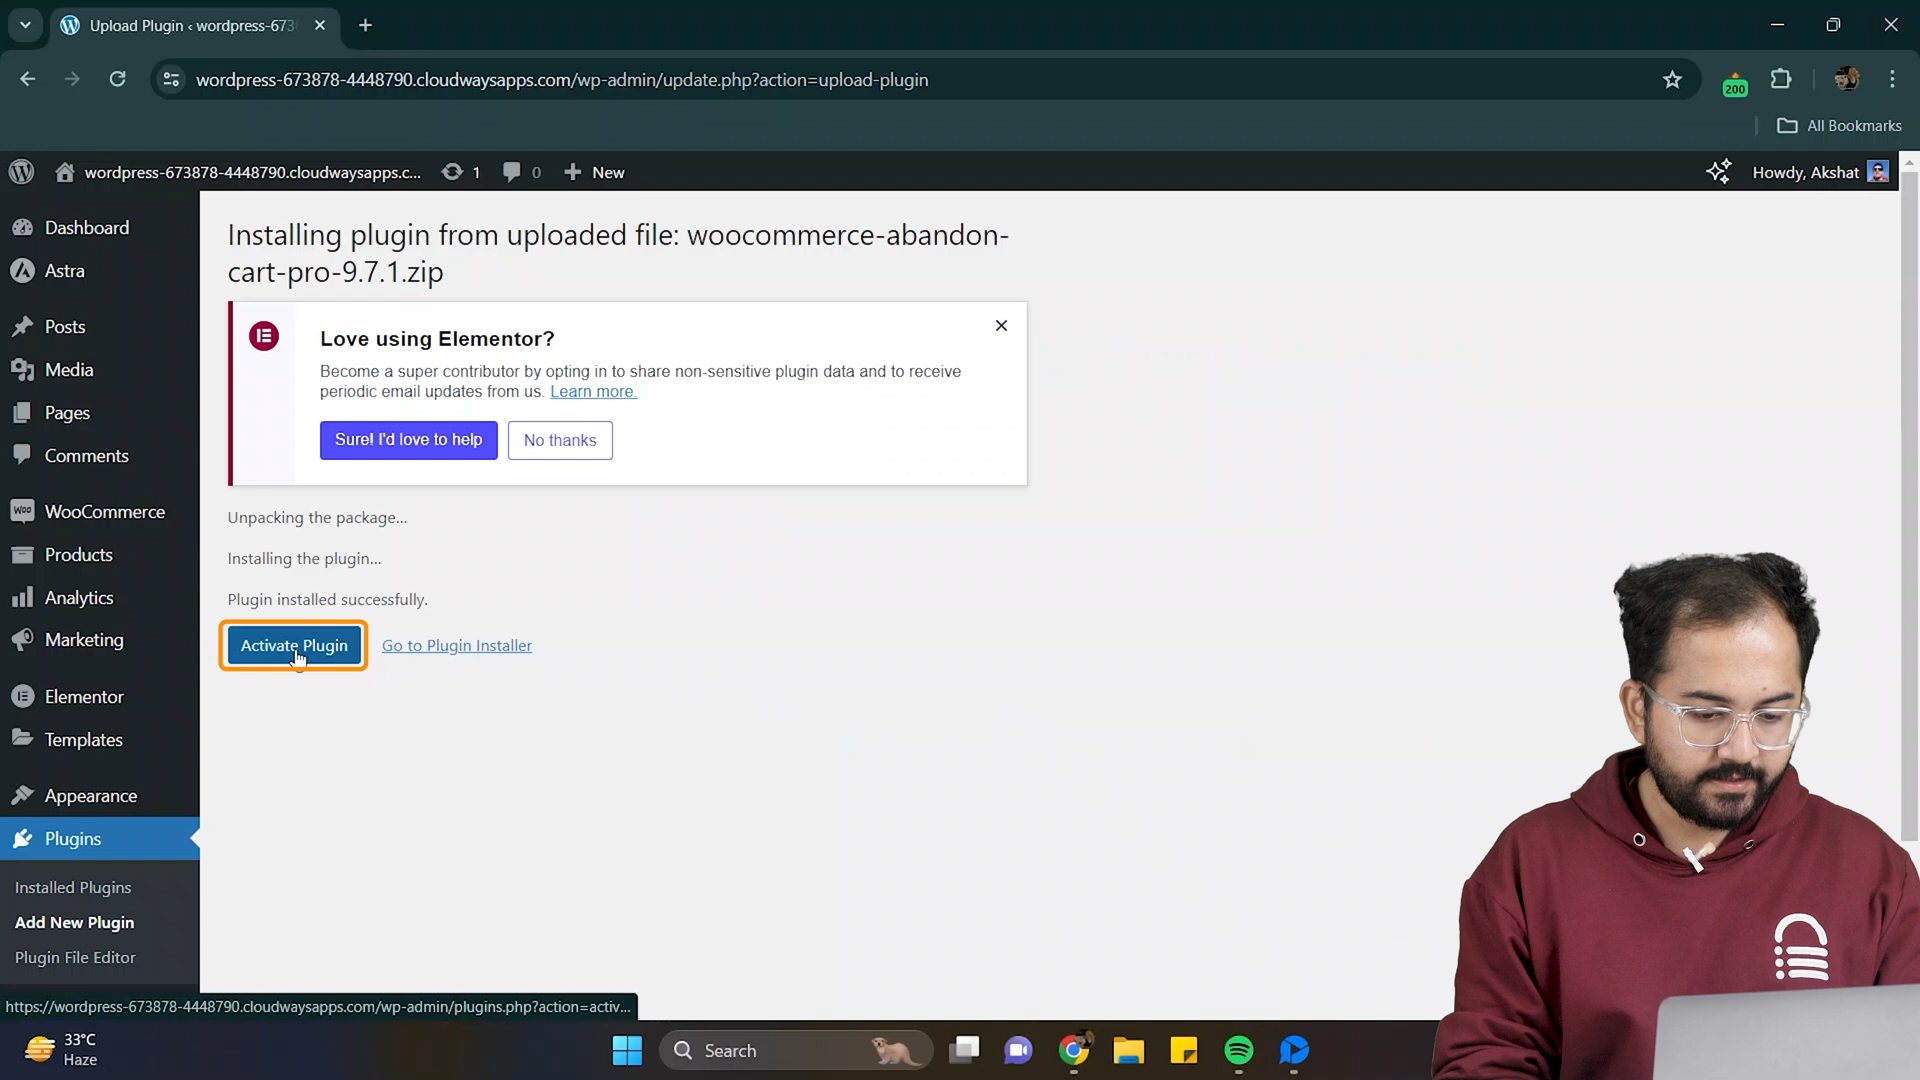 Upload Plugin ‹ wordpress-673
wordpress-673878-4448790.cloudwaysapps.com/wp-admin/update.php?action=upload-plugin
200
All Bookmarks
wordpress-673878-4448790.cloudwaysapps.c...
1
0
New
Howdy, Akshat
Dashboard
Astra
Posts
Media
Pages
Comments
Woo
WooCommerce
Products
Analytics
Marketing
Elementor
Templates
Appearance
Plugins
Installed Plugins
Add New Plugin
Plugin File Editor
Installing plugin from uploaded file: woocommerce-abandon-
cart-pro-9.7.1.zip
Love using Elementor?
Become a super contributor by opting in to share non-sensitive plugin data and to receive
periodic email updates from us. Learn more.
Sure! I'd love to help
No thanks
Unpacking the package...
Installing the plugin...
Plugin installed successfully.
Activate Plugin
Go to Plugin Installer
https://wordpress-673878-4448790.cloudwaysapps.com/wp-admin/plugins.php?action=activ...
33°C
Haze
Search